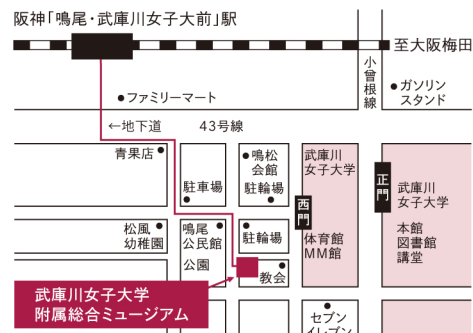 阪神「鳴尾・武庫川女子大前」駅
至大阪梅田
小曾根線
ガソリン
スタンド
ファミリーマート
←地下道
43号線
青果店
駐車場
鳴松
会館
駐輪場
武庫川
女子大学
正門
武庫川
女子大学
西門
松風
幼稚園
鳴尾
公民館
駐輪場
体育館
MM館
本館
図書館
講堂
公園
教会
武庫川女子大学
附属総合ミュージアム
セブン
イレブン